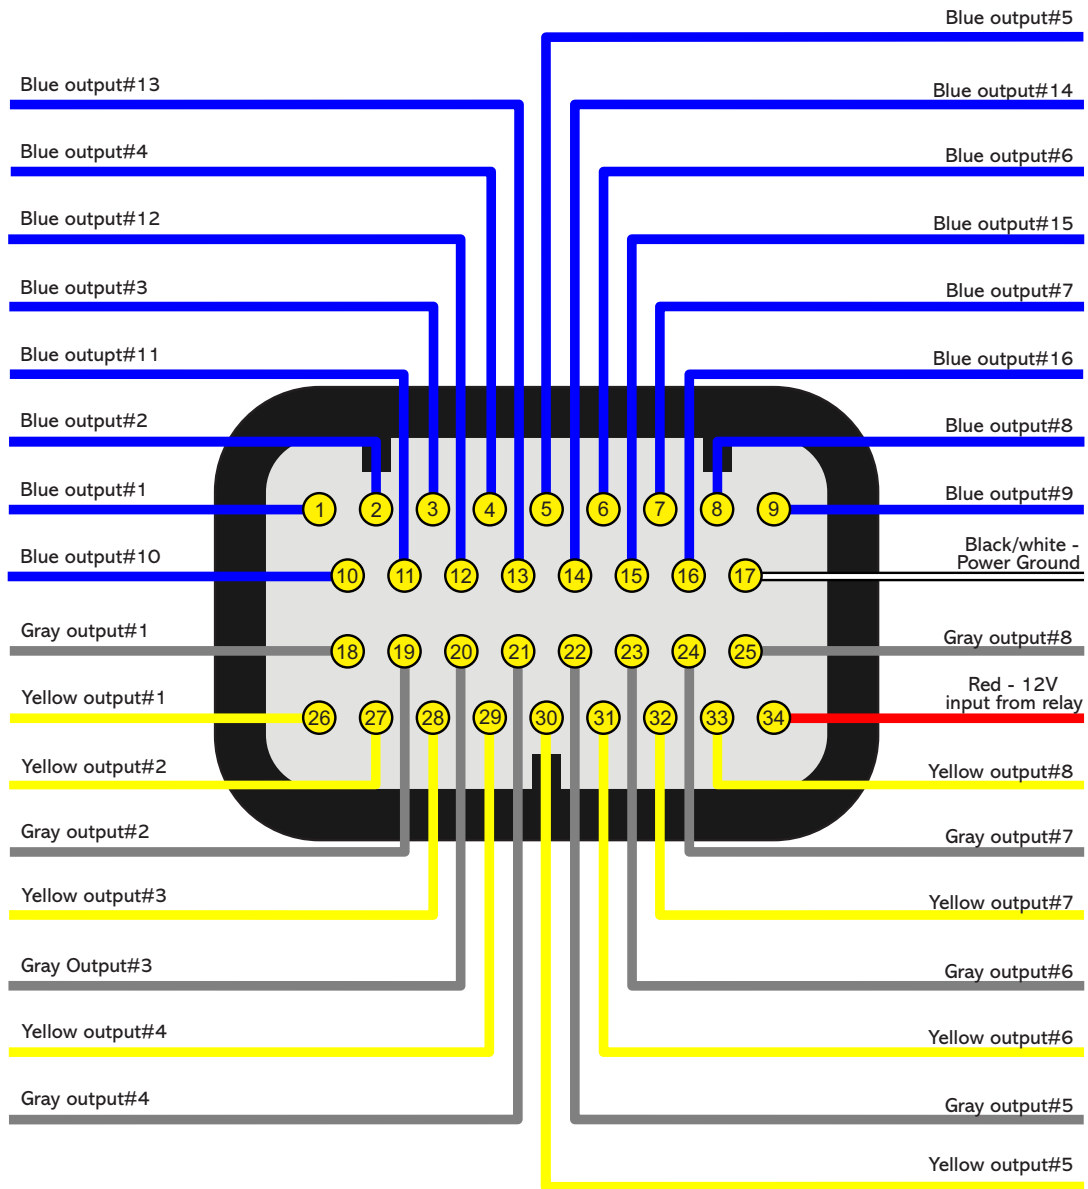 Blue output#5
Blue output#13
Blue output#14
Blue output#4
Blue output#6
Blue output#12
Blue output#15
Blue output#3
Blue output#7
Blue outupt#11
Blue output#16
Blue output#2
Blue output#8
Blue output#1
Blue output#9
1 2 3 4 5 6 7 8 9
Blue output#10
Black/white -
Power Ground
10 11 12 13 14 15 16 17
Gray output#1
Gray output#8
18 19 20 21 22 23 24 25
Yellow output#1
Red - 12V
input from relay
26 27 28 29 30 31 32 33 34
Yellow output#2
Yellow output#8
Gray output#2
Gray output#7
Yellow output#3
Yellow output#7
Gray Output#3
Gray output#6
Yellow output#4
Yellow output#6
Gray output#4
Gray output#5
Yellow output#5